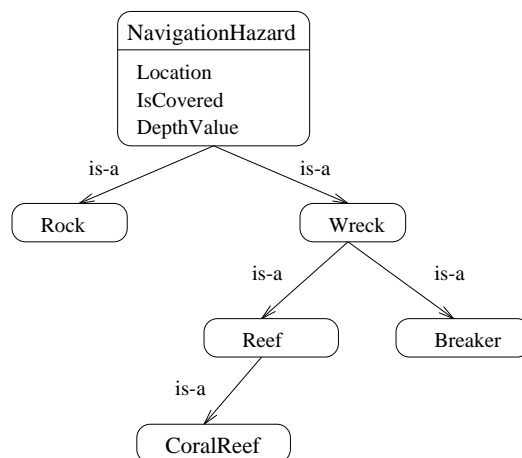 NavigationHazard
Location
IsCovered
DepthValue
is-a
is-a
Rock
Wreck
is-a
is-a
Reef
Breaker
is-a
CoralReef